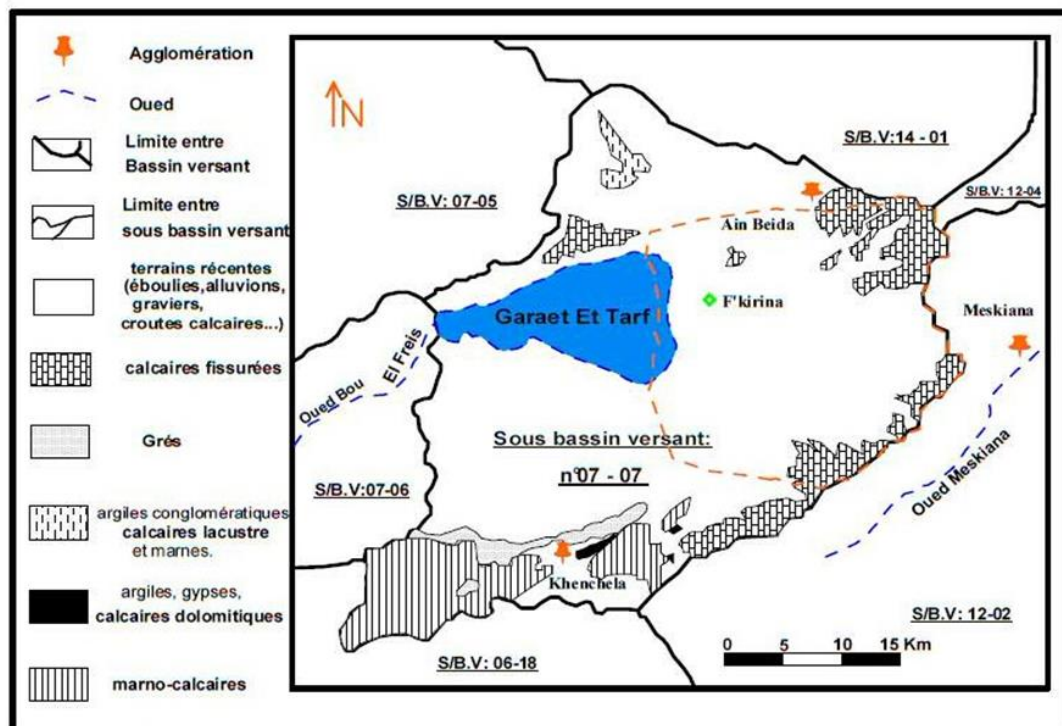 Agglomération
Oued
Limite entre
Bassin versant
Limite entre
sous bassin versant
terrains récentes
(éboulies,alluvions,
graviers,
croutes calcaires...)
calcaires fissurées
Grés
argiles conglomératiques
calcaires lacustre
et marnes.
argiles, gypses,
calcaires dolomitiques
marno-calcaires
N
S/B.V:14 - 01
S/B.V: 12-04
S/B.V: 07-05
Ain Beida
F'kirina
Meskiana
Garaet Et Tarf
Oued Bou
El Freis
Sous bassin versant:
n°07 - 07
Oued Meskiana
S/B.V:07-06
Khenchela
S/B.V: 12-02
S/B.V: 06-18
0 5 10 15 Km